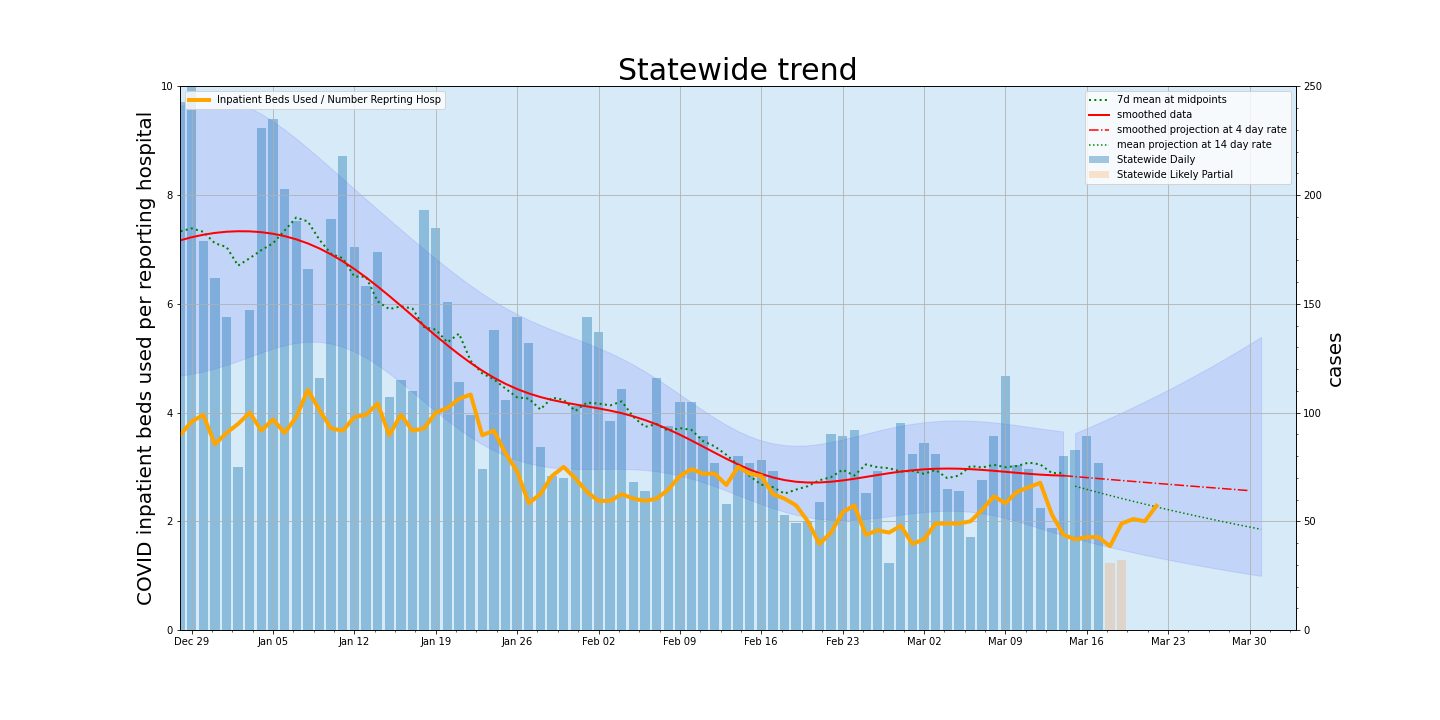 Statewide trend
COVID inpatient beds used per reporting hospital
10
8
6
4
2
0
Inpatient Beds Used / Number Reprting Hosp
7d mean at midpoints
smoothed data
smoothed projection at 4 day rate
mean projection at 14 day rate
Statewide Daily
Statewide Likely Partial
250
200
150
100
50
0
cases
Dec 29 Jan 05 Jan 12 Jan 19 Jan 26 Feb 02 Feb 09 Feb 16 Feb 23 Mar 02 Mar 09 Mar 16 Mar 23 Mar 30